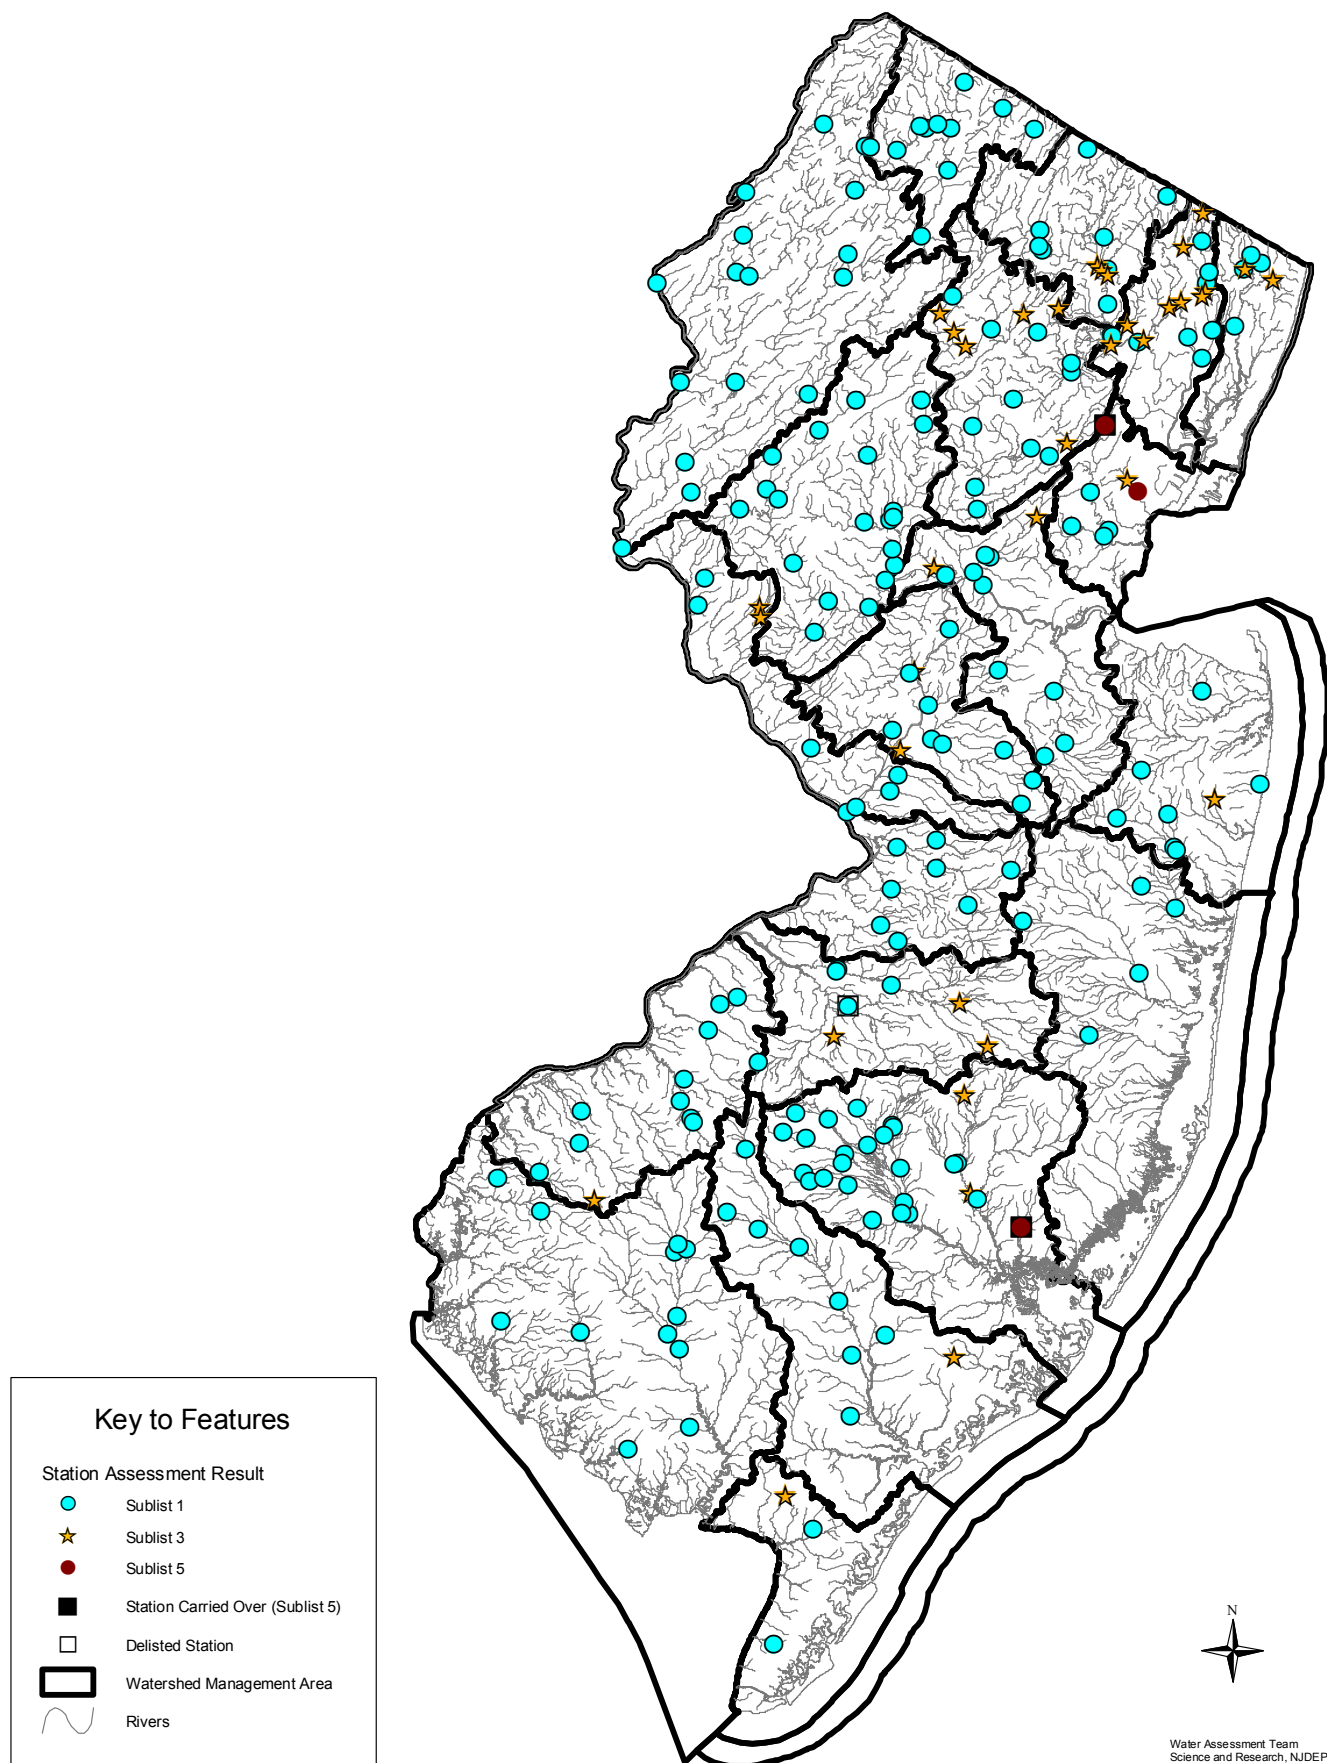 Key to Features
Station Assessment Result
Sublist 1
Sublist 3
Sublist 5
Station Carried Over (Sublist 5)
Delisted Station
Watershed Management Area
Rivers
N
Water Assessment Team
Science and Research, NJDEP